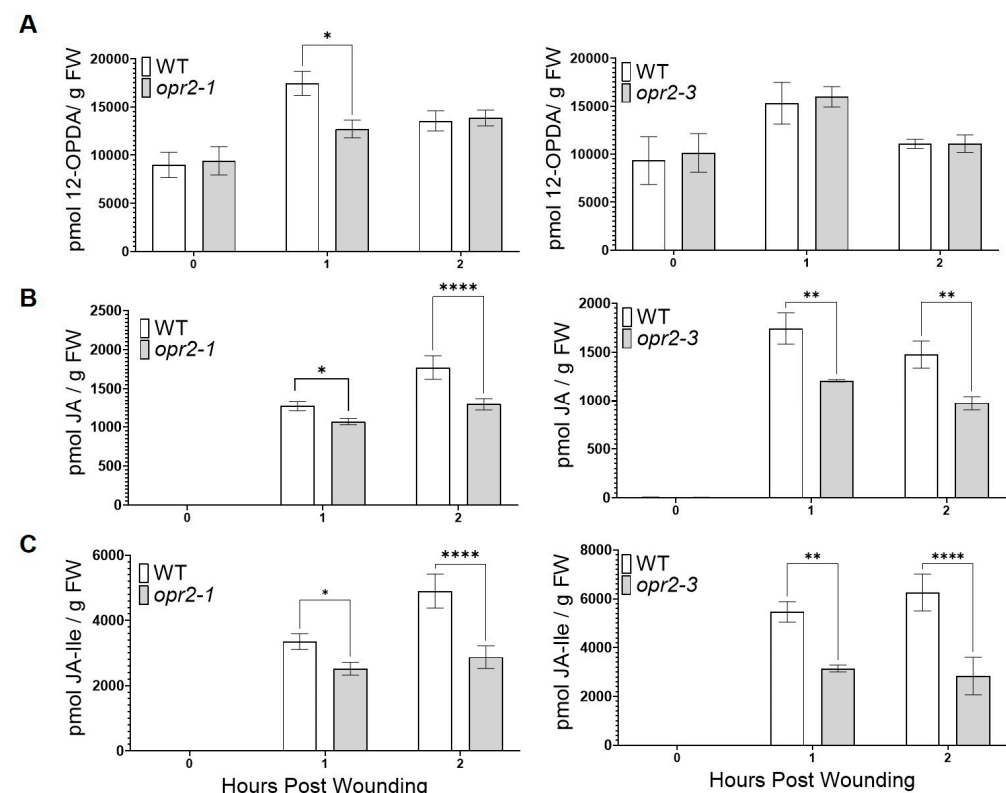 A
pmol 12-OPDA/ g FW
20000
15000
10000
5000
0
WT
opr2-1
*
0 1 2
pmol 12-OPDA/ g FW
20000
15000
10000
5000
0
WT
opr2-3
0 1 2
B
pmol JA / g FW
2500
2000
1500
1000
500
0
WT
opr2-1
*
****
0 1 2
pmol JA / g FW
2000
1500
1000
500
0
WT
opr2-3
**
**
0 1 2
C
pmol JA-Ile / g FW
6000
4000
2000
0
WT
opr2-1
*
****
0 1 2
Hours Post Wounding
pmol JA-Ile / g FW
8000
6000
4000
2000
0
WT
opr2-3
**
****
0 1 2
Hours Post Wounding